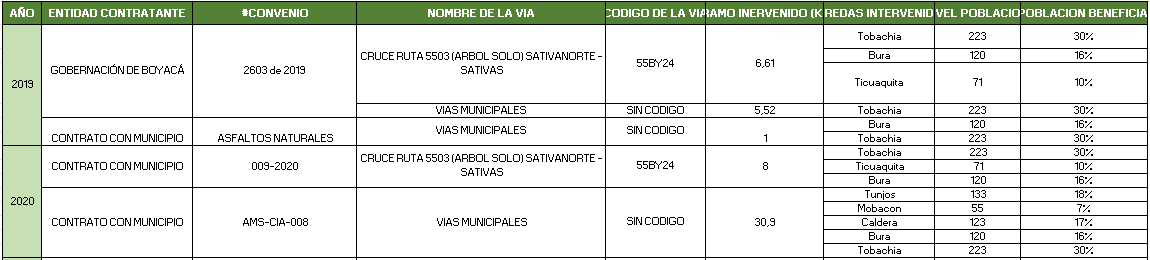 AÑO ENTIDAD CONTRATANTE #CONVENIO NOMBRE DE LA VIA CODIGO DE LA VIA RAMO INERVENIDO (K REDAS INTERVENID VEL POBLACIO POBLACION BENEFICIA
2019 GOBERNACIÓN DE BOYACÁ 2603 de 2019 CRUCE RUTA 5503 (ARBOL SOLO) SATIVANORTE - SATIVAS 55BY24 6,61 Tobachia 223 30%
Bura 120 16%
Ticuaquita 71 10%
VIAS MUNICIPALES SIN CODIGO 5,52 Tobachia 223 30%
CONTRATO CON MUNICIPIO ASFALTOS NATURALES VIAS MUNICIPALES SIN CODIGO 1 Bura 120 16%
Tobachia 223 30%
2020 CONTRATO CON MUNICIPIO 009-2020 CRUCE RUTA 5503 (ARBOL SOLO) SATIVANORTE - SATIVAS 55BY24 8 Tobachia 223 30%
Ticuaquita 71 10%
Bura 120 16%
CONTRATO CON MUNICIPIO AMS-CIA-008 VIAS MUNICIPALES SIN CODIGO 30,9 Tunjos 133 18%
Mobacon 55 7%
Caldera 123 17%
Bura 120 16%
Tobachia 223 30%